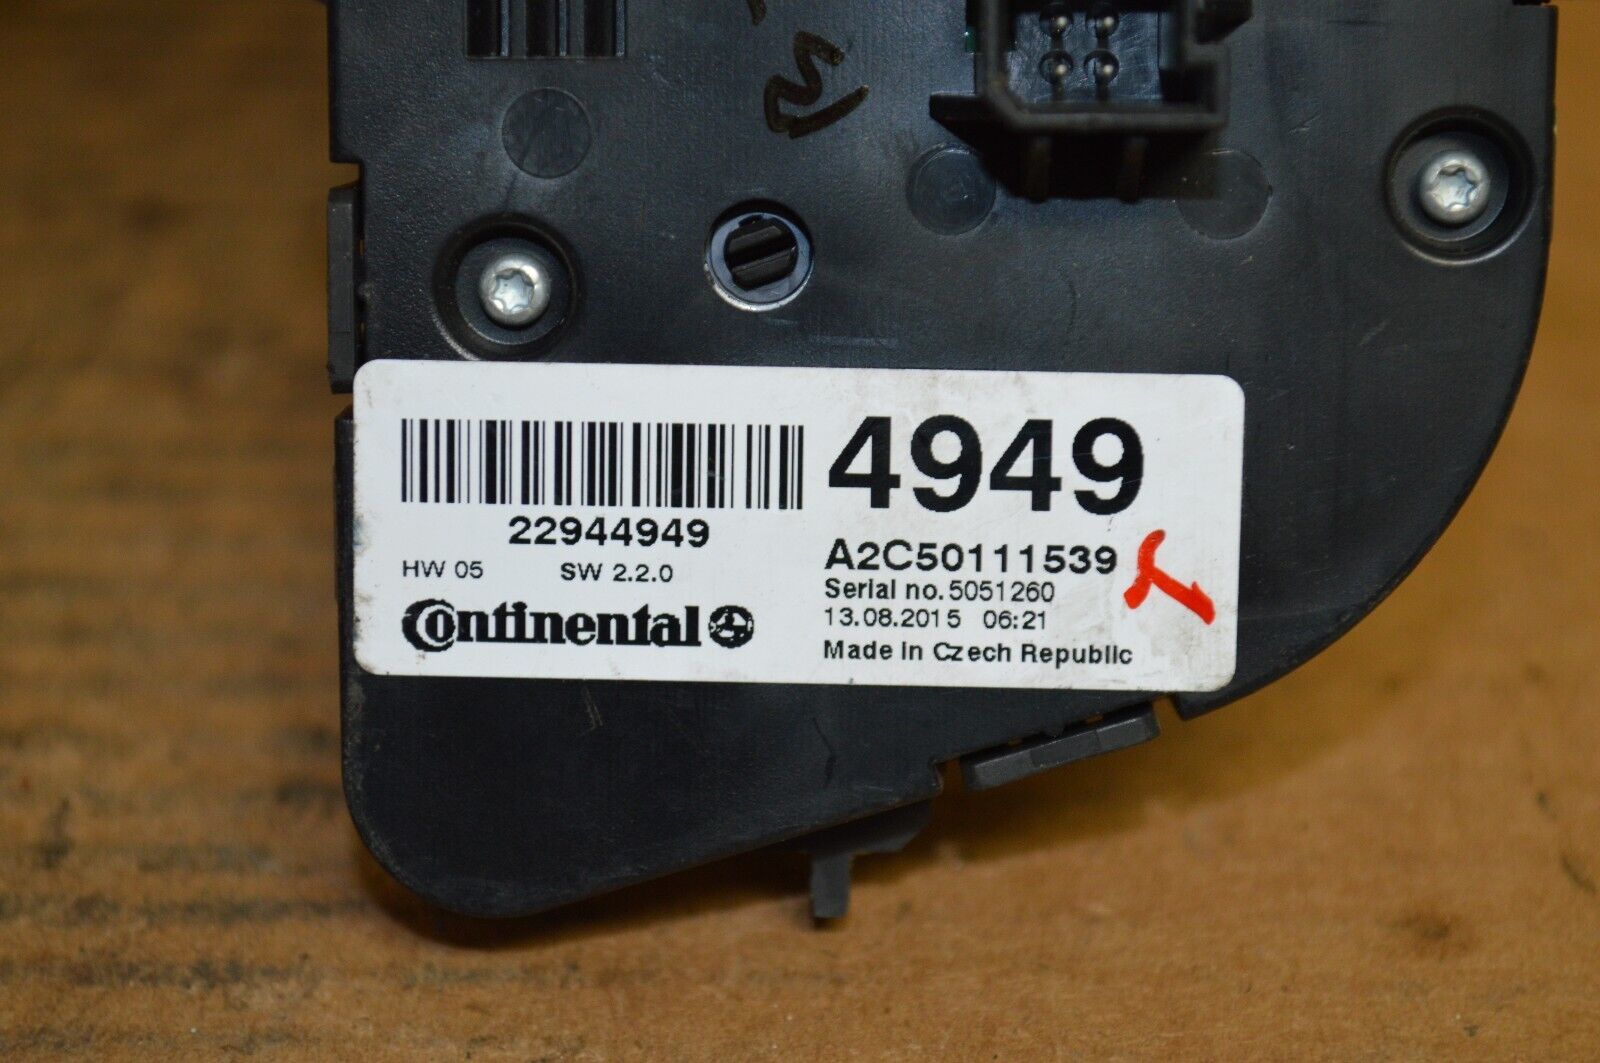 4949
22944949
A2C50111539
HW 05 SW 2.2.0
Serial no. 5051260
13.08.2015 06:21
Continental
Made in Czech Republic